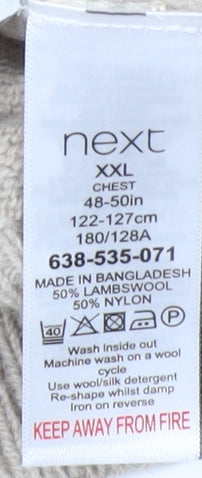 next
XXL
CHEST
48-50in
122-127cm
180/128A
638-535-071
MADE IN BANGLADESH
50% LAMBSWOOL
50% NYLON
40 P
Wash inside out
Machine wash on a wool
cycle
Use wool/silk detergent
Re-shape whilst damp
Iron on reverse
KEEP AWAY FROM FIRE